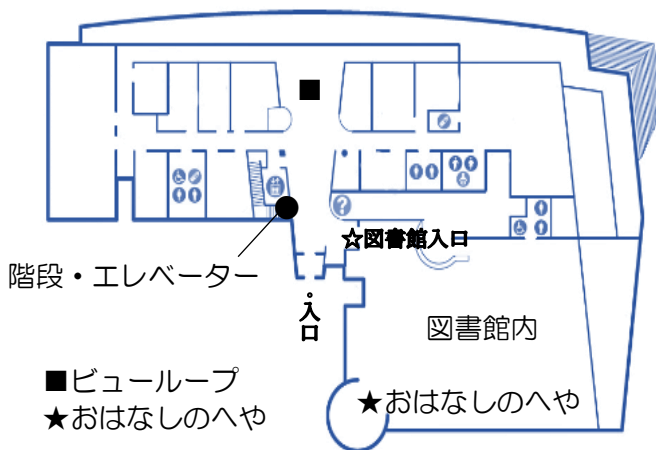 ?
☆図書館入口
階段・エレベーター
入口
図書館内
■ビューループ
★おはなしのへや
★おはなしのへや